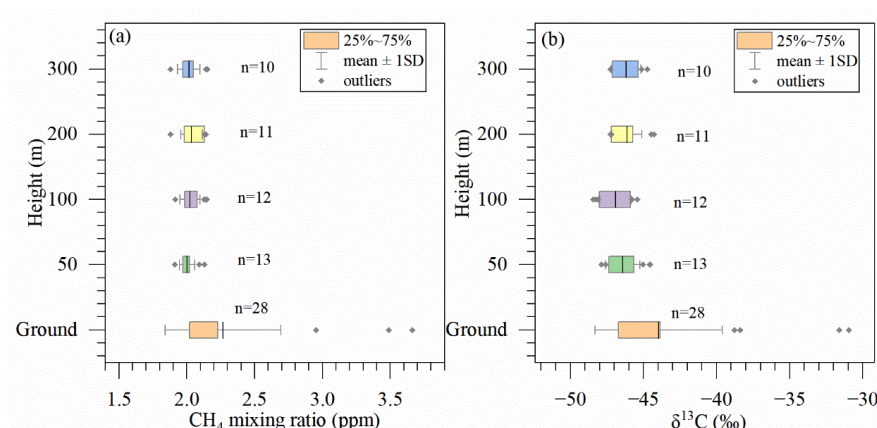 (a)
25%~75%
mean ± 1SD
outliers
300
n=10
200
n=11
100
n=12
50
n=13
n=28
Ground
Height (m)
1.5 2.0 2.5 3.0 3.5
CH₄ mixing ratio (ppm)
(b)
25%~75%
mean ± 1SD
outliers
300
n=10
200
n=11
100
n=12
50
n=13
n=28
Ground
Height (m)
−50 −45 −40 −35 −30
δ¹³C (‰)